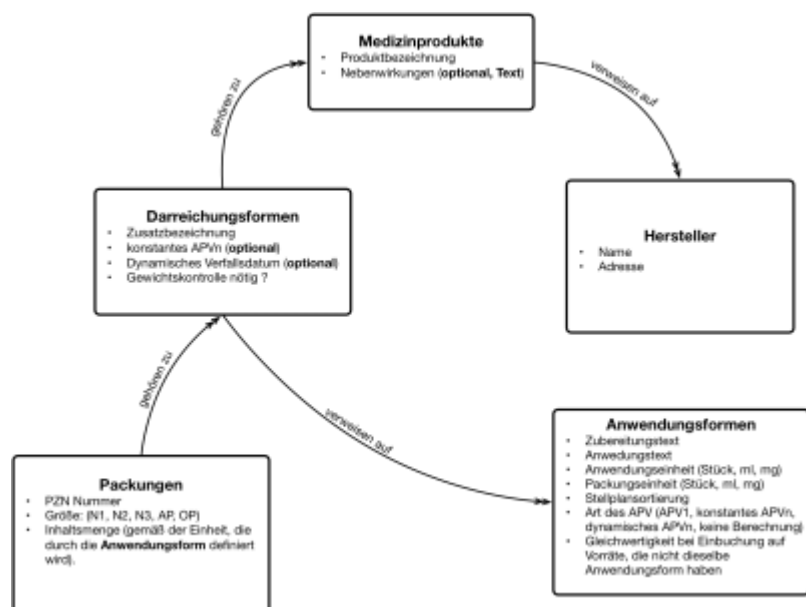 Medizinprodukte
• Produktbezeichnung
• Nebenwirkungen (optional, Text)
gehören zu
verweisen auf
Darreichungsformen
• Zusatzbezeichnung
• konstantes APVn (optional)
• Dynamisches Verfallsdatum (optional)
• Gewichtskontrolle nötig ?
Hersteller
• Name
• Adresse
gehören zu
verweisen auf
Packungen
• PZN Nummer
• Größe: (N1, N2, N3, AP, OP)
• Inhaltsmenge (gemäß der Einheit, die
durch die Anwendungsform definiert
wird).
Anwendungsformen
• Zubereitungstext
• Anwedungstext
• Anwendungseinheit (Stück, ml, mg)
• Packungseinheit (Stück, ml, mg)
• Stellplansortierung
• Art des APV (APV1, konstantes APVn,
dynamisches APVn, keine Berechnung)
• Gleichwertigkeit bei Einbuchung auf
Vorräte, die nicht dieselbe
Anwendungsform haben